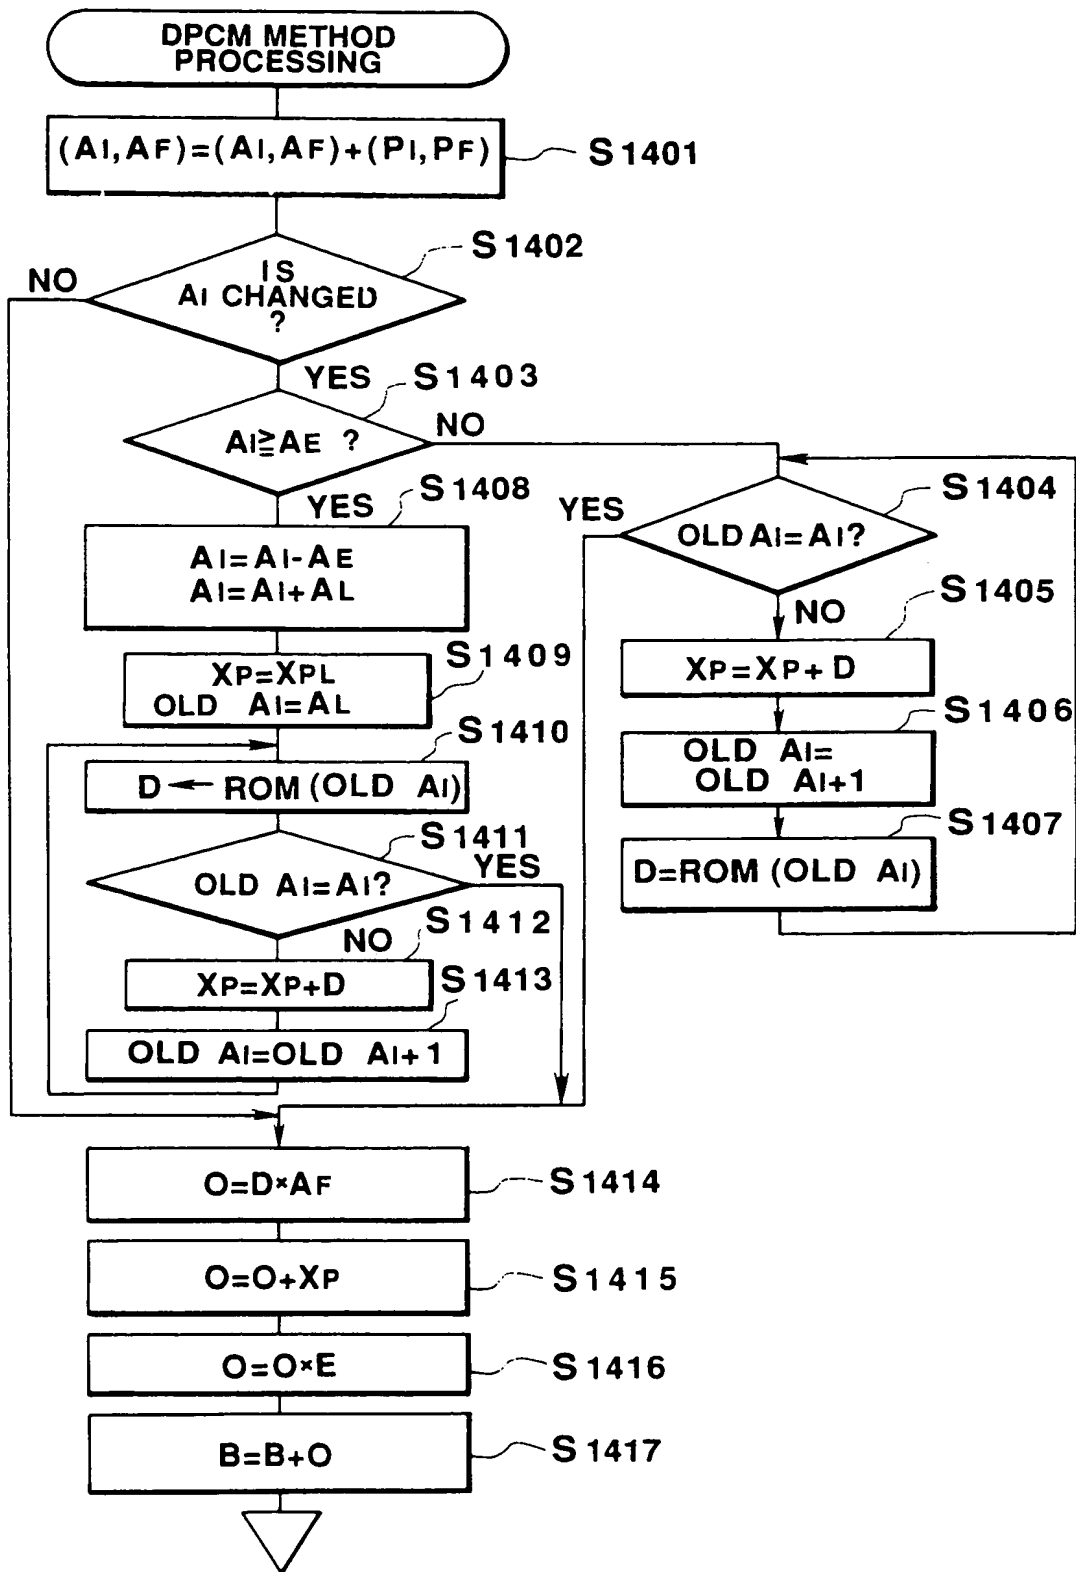 DPCM METHOD
PROCESSING
(AI,AF)=(AI,AF)+(PI,PF)
S1401
S1402
NO
IS
AI CHANGED
?
YES
S1403
AI≧AE ?
NO
YES
S1408
AI=AI-AE
AI=AI+AL
S1409
XP=XPL
OLD AI=AL
S1410
D ← ROM (OLD AI)
S1411
OLD AI=AI?
YES
NO
S1412
XP=XP+D
S1413
OLD AI=OLD AI+1
YES
S1404
OLD AI=AI?
NO
S1405
XP=XP+D
S1406
OLD AI=
OLD AI+1
S1407
D=ROM (OLD AI)
O=D×AF
S1414
O=O+XP
S1415
O=O×E
S1416
B=B+O
S1417